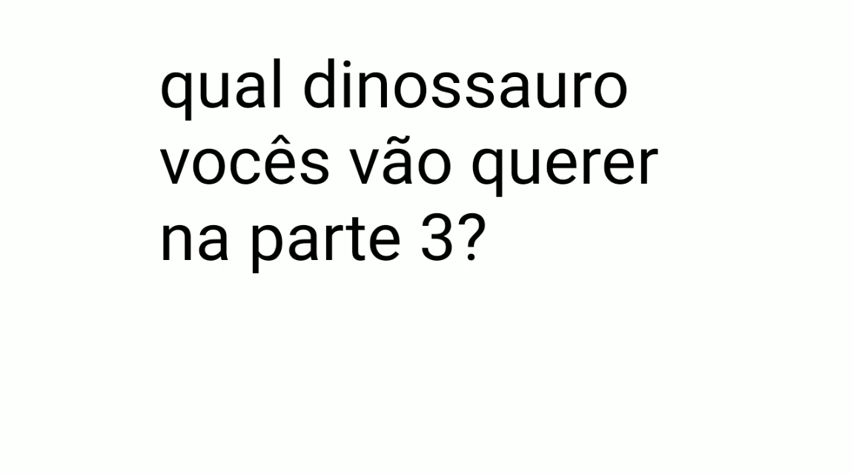 qual dinossauro
vocês vão querer
na parte 3?